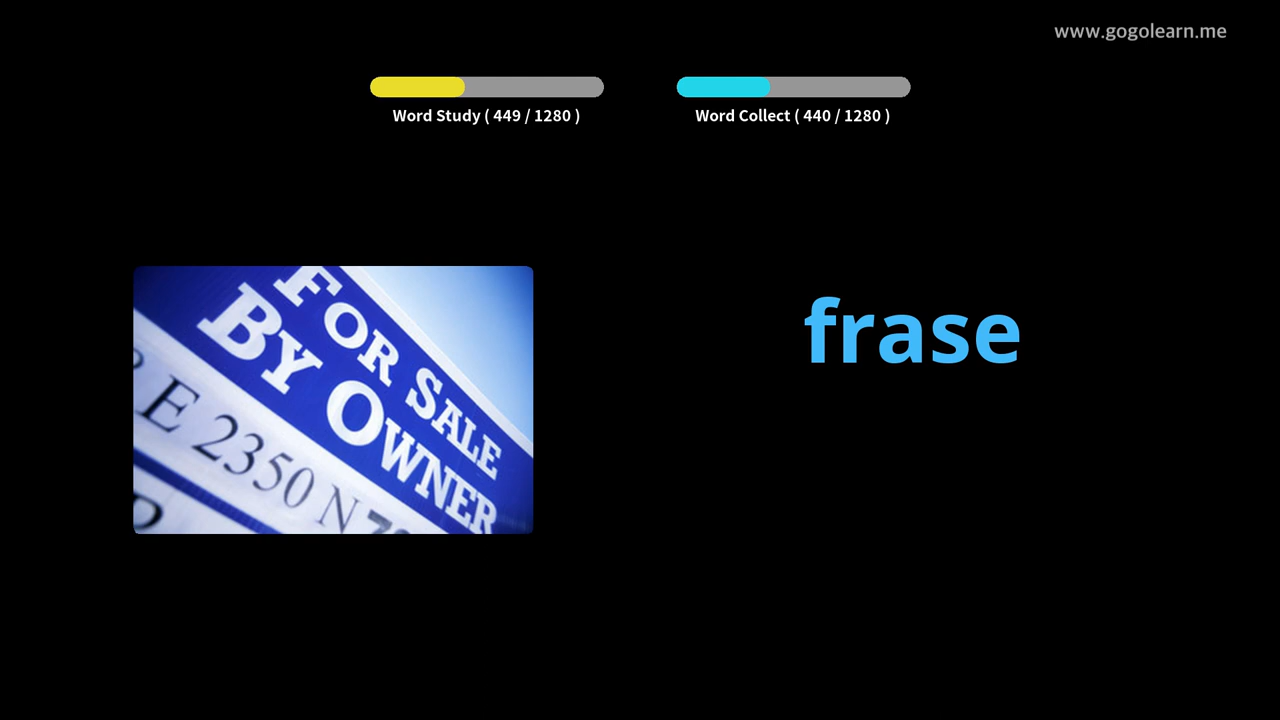 www.gogolearn.me
Word Study ( 449 / 1280 )
Word Collect ( 440 / 1280 )
FOR SALE
BY OWNER
E 2350 N
frase